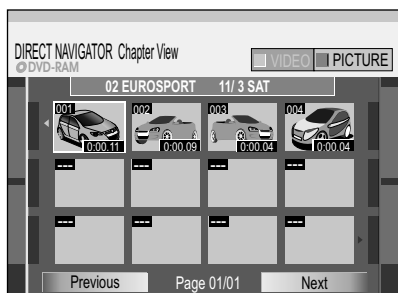 DIRECT NAVIGATOR Chapter View
DVD-RAM
VIDEO PICTURE
02 EUROSPORT 11/ 3 SAT
001 002 003 004
0:00.11 0:00.09 0:00.04 0:00.04
--- --- --- ---
--- --- --- ---
Previous Page 01/01 Next